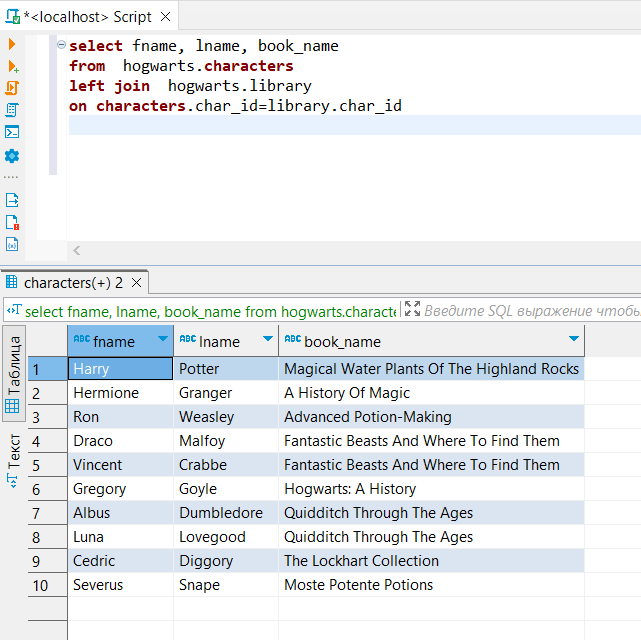 *<localhost> Script
select fname, lname, book_name
from  hogwarts.characters
left join  hogwarts.library
on characters.char_id=library.char_id
characters(+) 2
select fname, lname, book_name from hogwarts.characte
Введите SQL выражение чтобы
Таблица
Текст
ABC fname ABC lname ABC book_name
1 Harry Potter Magical Water Plants Of The Highland Rocks
2 Hermione Granger A History Of Magic
3 Ron Weasley Advanced Potion-Making
4 Draco Malfoy Fantastic Beasts And Where To Find Them
5 Vincent Crabbe Fantastic Beasts And Where To Find Them
6 Gregory Goyle Hogwarts: A History
7 Albus Dumbledore Quidditch Through The Ages
8 Luna Lovegood Quidditch Through The Ages
9 Cedric Diggory The Lockhart Collection
10 Severus Snape Moste Potente Potions